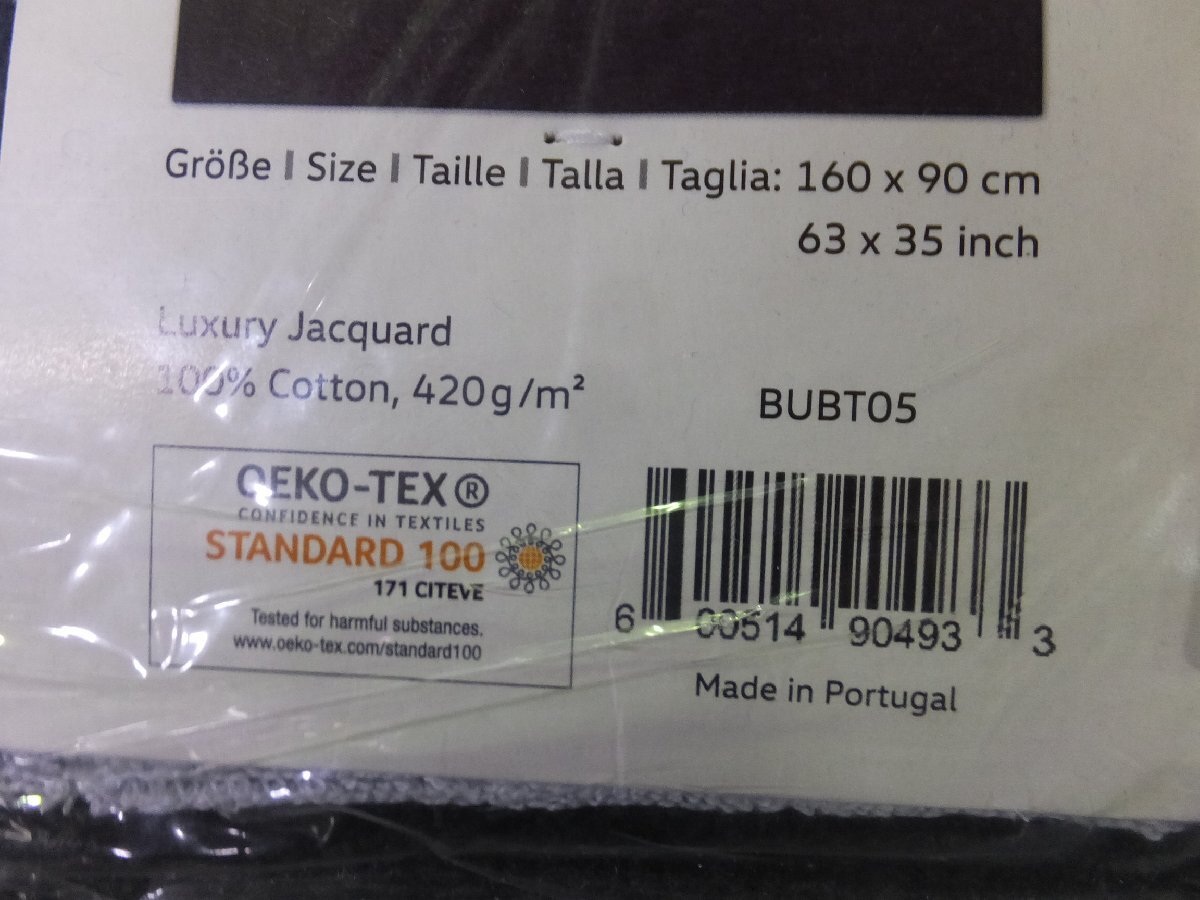 Größe | Size | Taille | Talla | Taglia: 160 x 90 cm
63 x 35 inch
Luxury Jacquard
100% Cotton, 420g/m²
BUBT05
OEKO-TEX®
CONFIDENCE IN TEXTILES
STANDARD 100
171 CITEVE
Tested for harmful substances.
www.oeko-tex.com/standard100
6 00514 90493 3
Made in Portugal